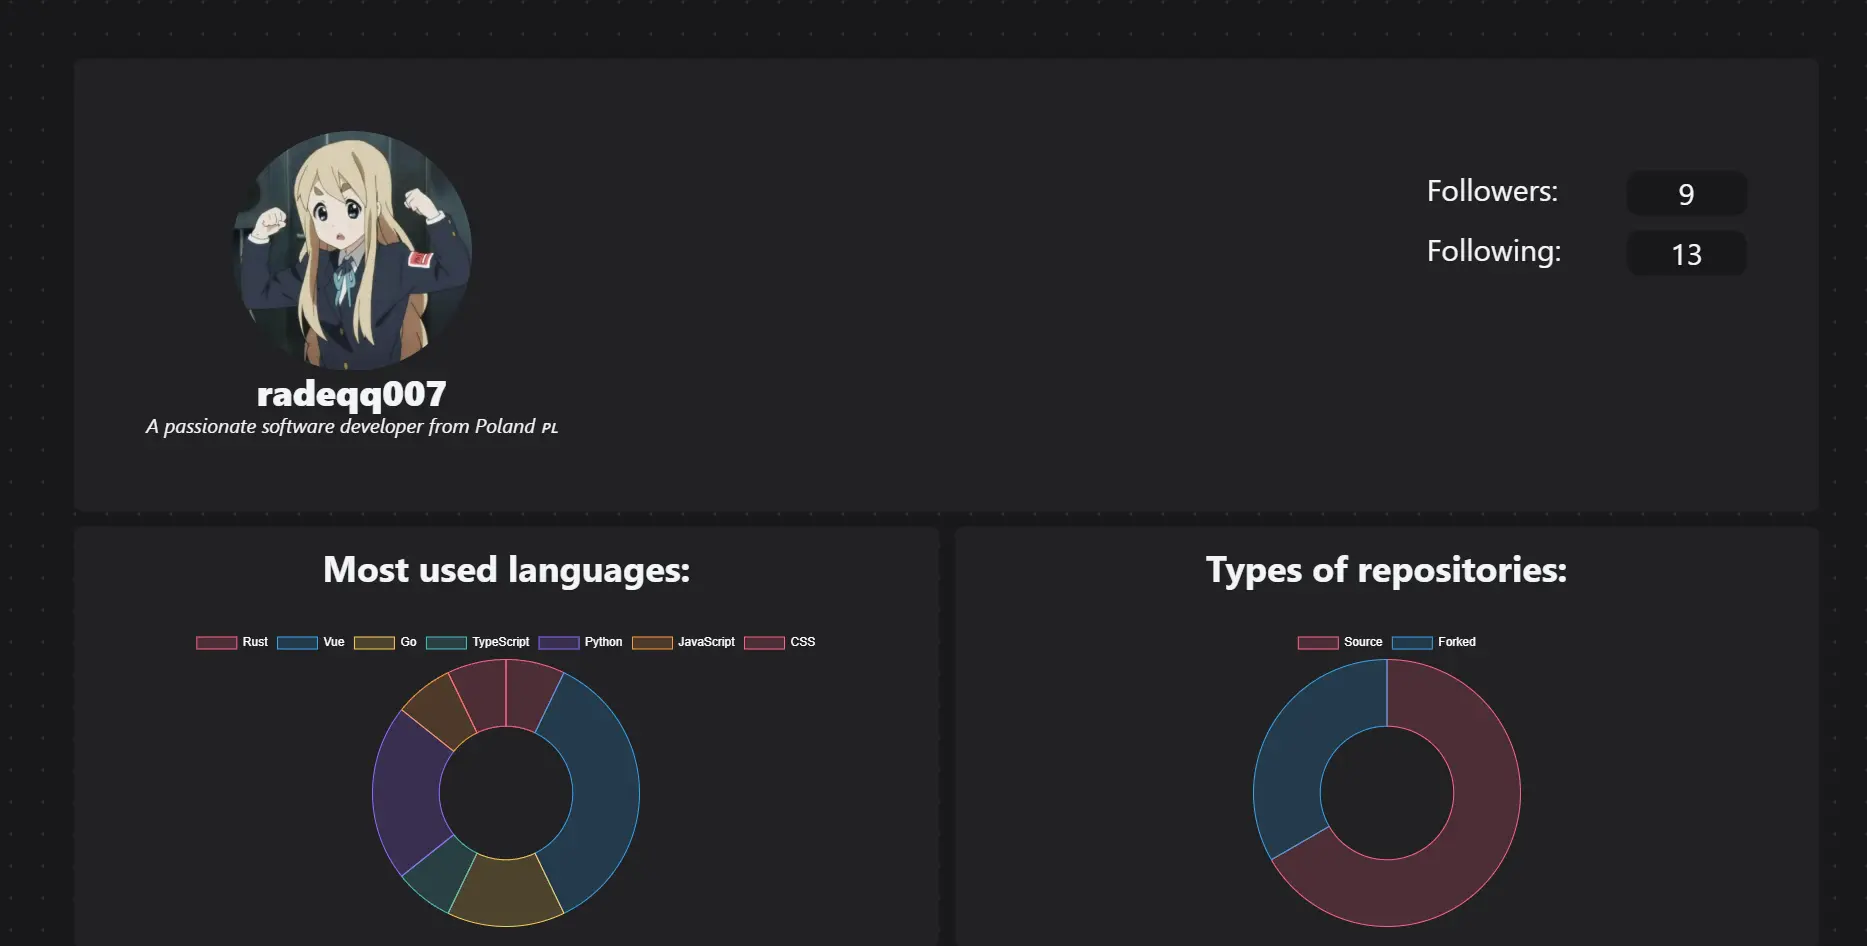 Followers: 9
Following: 13
radeqq007
A passionate software developer from Poland PL
Most used languages:
Rust Vue Go TypeScript Python JavaScript CSS
Types of repositories:
Source Forked